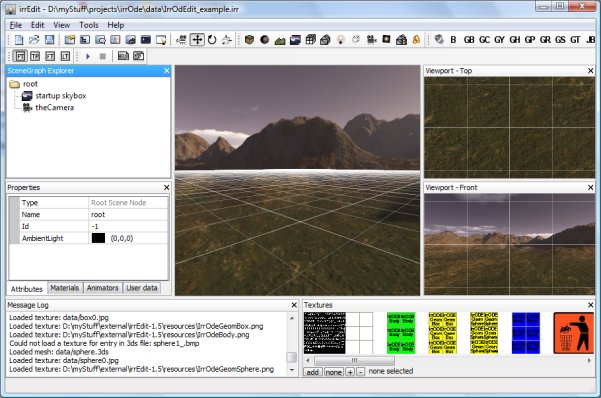 irrEdit - D:\myStuff\projects\irrOde\data\IrrOdEdit_example.irr
File Edit View Tools Help
B GB GC GR GS GT JB
PT TP FT LT
SceneGraph Explorer
root
startup skybox
theCamera
Properties
Type Root Scene Node
Name root
Id -1
AmbientLight (0,0,0)
Attributes Materials Animators User data
Viewport - Top
Viewport - Front
Message Log
Loaded texture: data/box0.jpg
Loaded texture: D:\myStuff\external\irrEdit-1.5\resources\IrrOdeGeomBox.png
Loaded texture: D:\myStuff\external\irrEdit-1.5\resources\IrrOdeBody.png
Could not load a texture for entry in 3ds file: sphere1_.bmp
Loaded mesh: data/sphere.3ds
Loaded texture: data/sphere0.jpg
Loaded texture: D:\myStuff\external\irrEdit-1.5\resources\IrrOdeGeomSphere.png
Textures
add none + - none selected